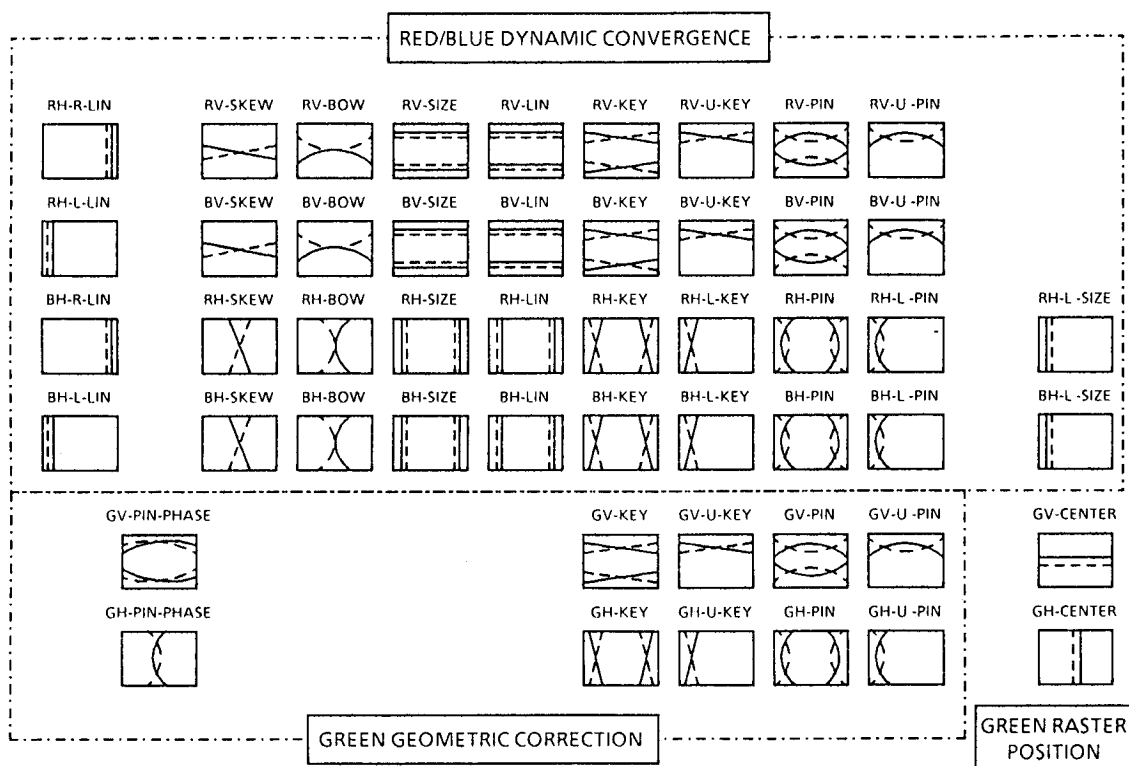 RED/BLUE DYNAMIC CONVERGENCE
RH-R-LIN RV-SKEW RV-BOW RV-SIZE RV-LIN RV-KEY RV-U-KEY RV-PIN RV-U-PIN
RH-L-LIN BV-SKEW BV-BOW BV-SIZE BV-LIN BV-KEY BV-U-KEY BV-PIN BV-U-PIN
BH-R-LIN RH-SKEW RH-BOW RH-SIZE RH-LIN RH-KEY RH-L-KEY RH-PIN RH-L-PIN RH-L-SIZE
BH-L-LIN BH-SKEW BH-BOW BH-SIZE BH-LIN BH-KEY BH-L-KEY BH-PIN BH-L-PIN BH-L-SIZE
GV-PIN-PHASE GV-KEY GV-U-KEY GV-PIN GV-U-PIN GV-CENTER
GH-PIN-PHASE GH-KEY GH-U-KEY GH-PIN GH-U-PIN GH-CENTER
GREEN GEOMETRIC CORRECTION
GREEN RASTER
POSITION